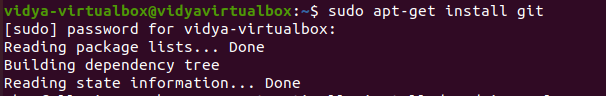 vidya-virtualbox@vidyavirtualbox:~$ sudo apt-get install git
[sudo] password for vidya-virtualbox:
Reading package lists... Done
Building dependency tree
Reading state information... Done